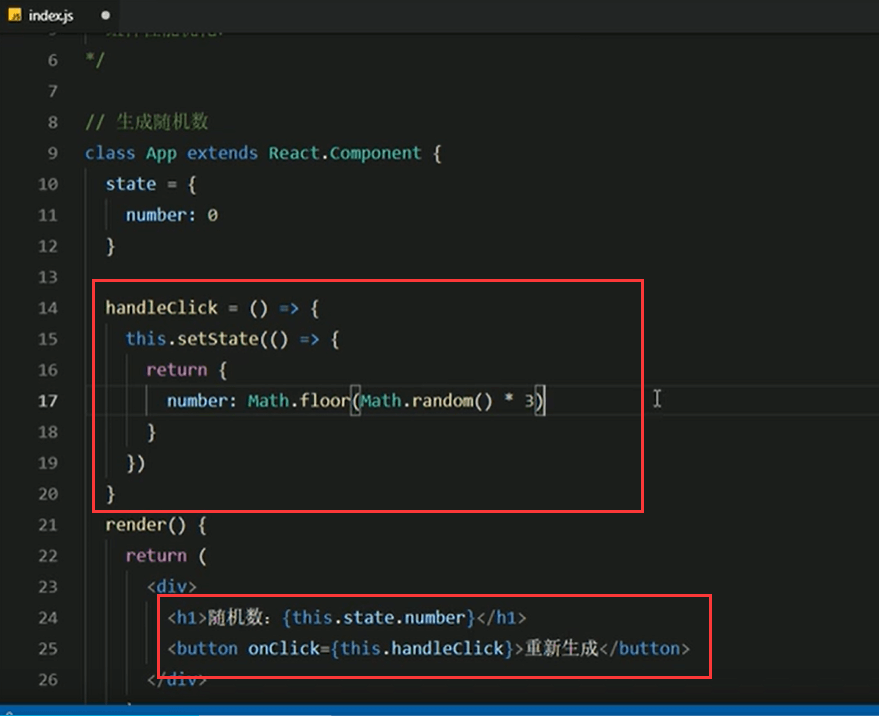 index.js
6 */
7
8 // 生成随机数
9 class App extends React.Component {
10 state = {
11 number: 0
12 }
13
14 handleClick = () => {
15 this.setState(() => {
16 return {
17 number: Math.floor(Math.random() * 3)
18 }
19 })
20 }
21 render() {
22 return (
23 <div>
24 <h1>随机数：{this.state.number}</h1>
25 <button onClick={this.handleClick}>重新生成</button>
26 </div>